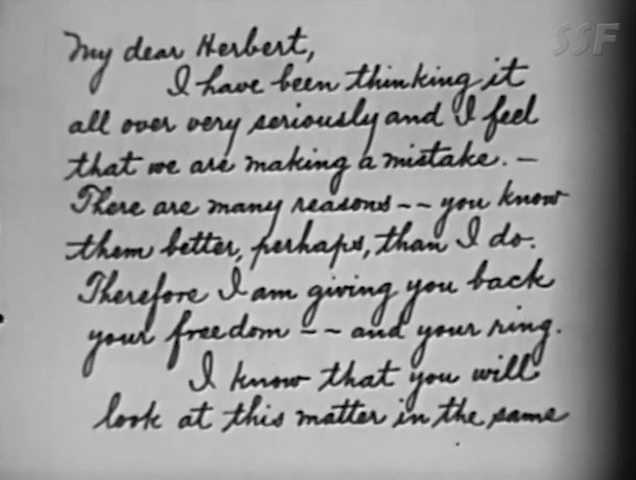 SSF
My dear Herbert,
I have been thinking it
all over very seriously and I feel
that we are making a mistake. —
There are many reasons -- you know
them better, perhaps, than I do.
Therefore I am giving you back
your freedom -- and your ring.
I know that you will
look at this matter in the same